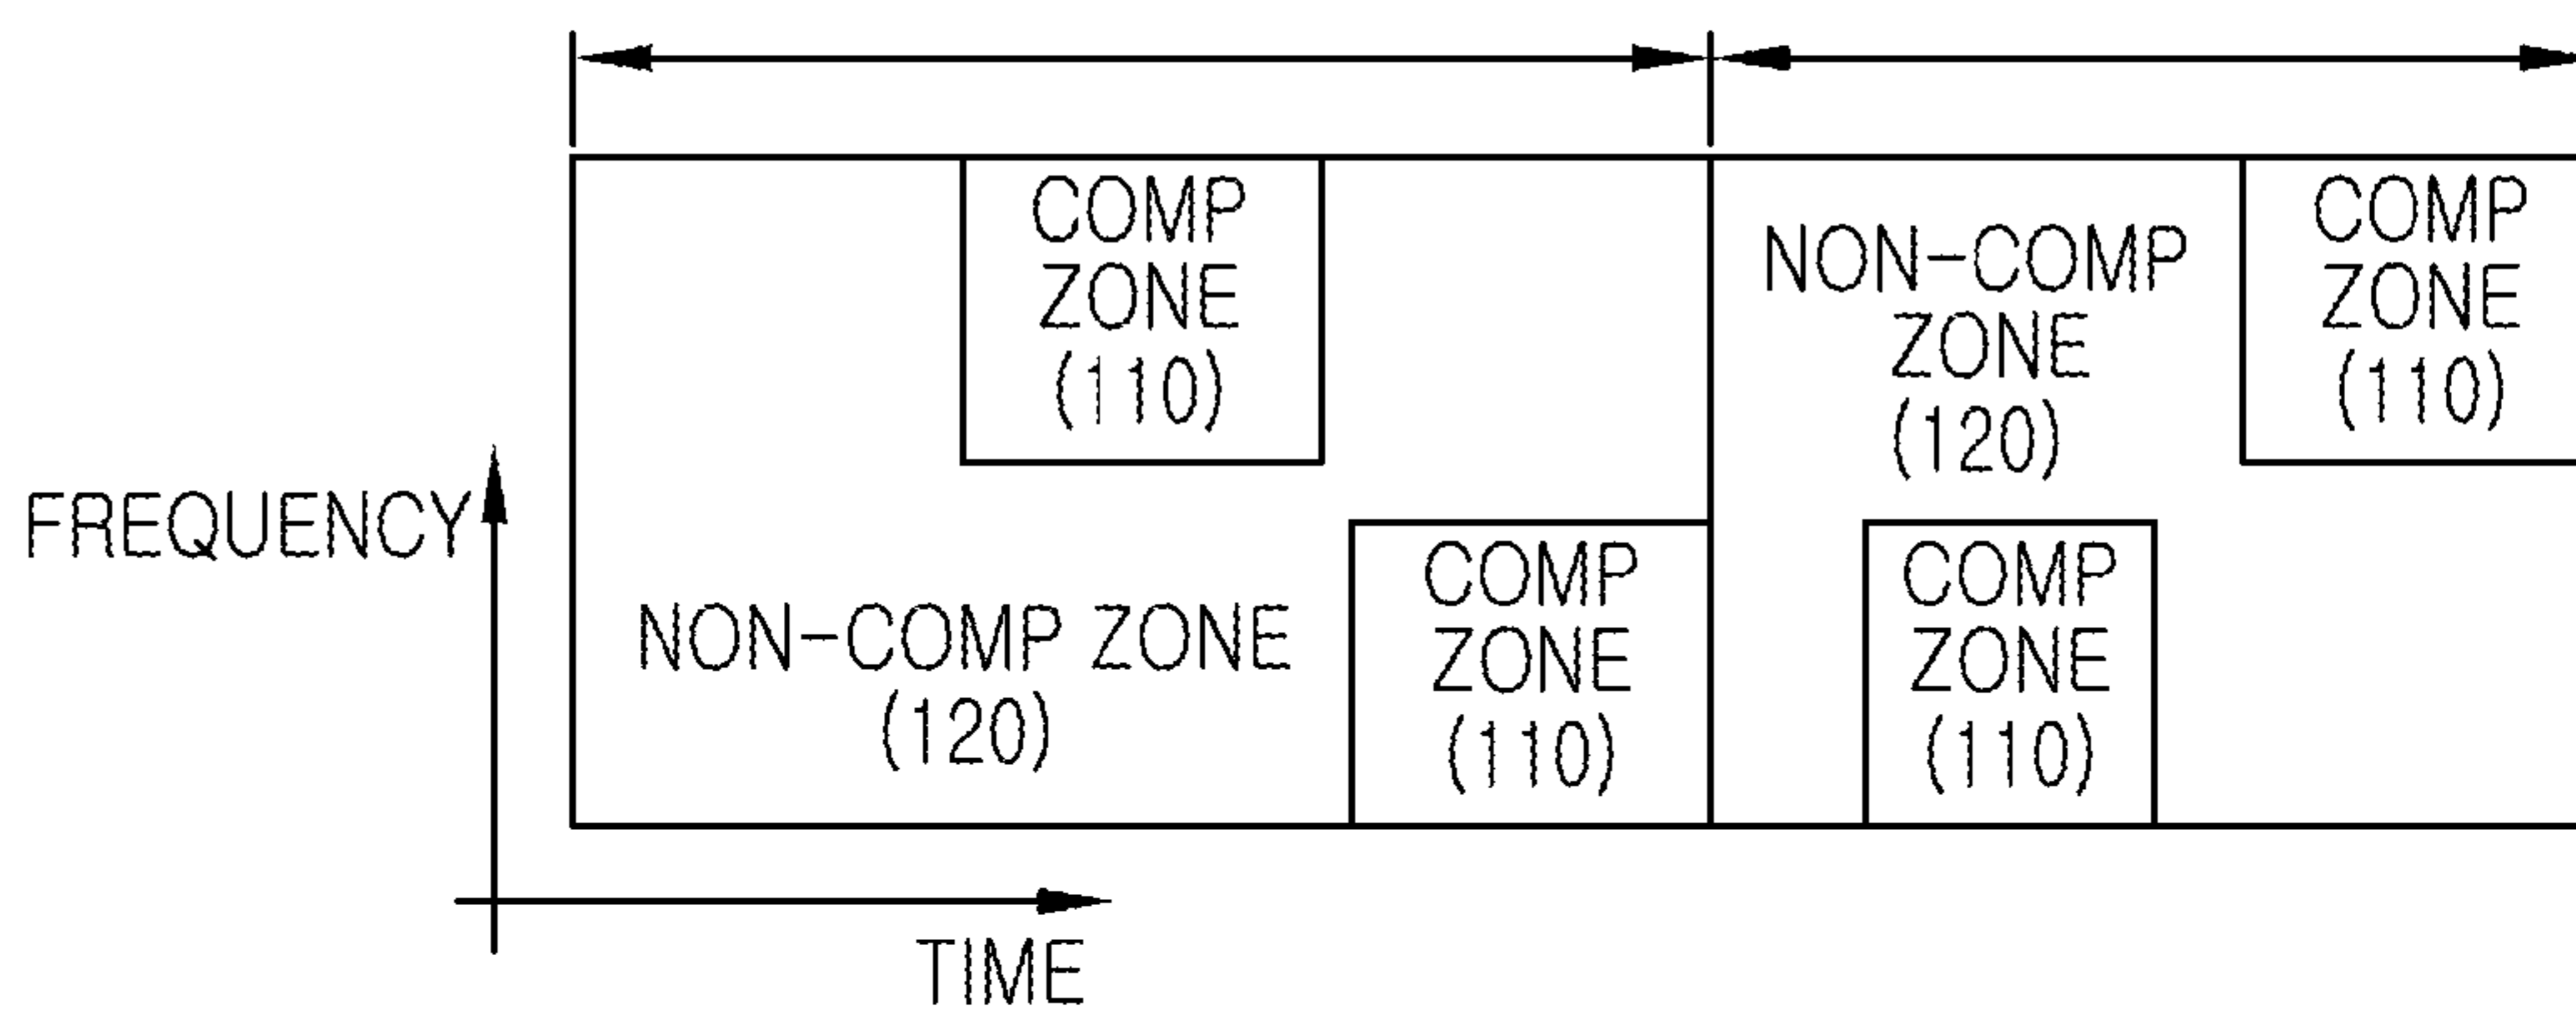 COMP
ZONE
(110)
NON-COMP
ZONE
(120)
COMP
ZONE
(110)
FREQUENCY
NON-COMP ZONE
(120)
COMP
ZONE
(110)
COMP
ZONE
(110)
TIME